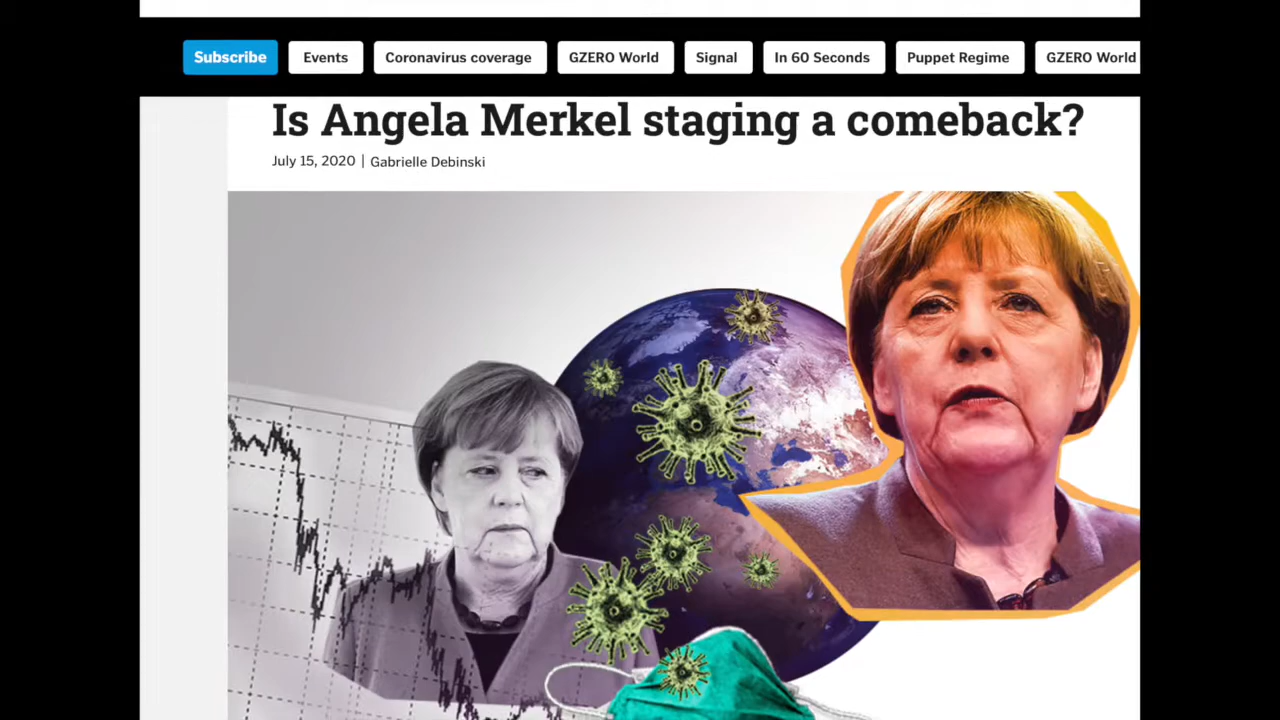 Subscribe
Events
Coronavirus coverage
GZERO World
Signal
In 60 Seconds
Puppet Regime
GZERO World
Is Angela Merkel staging a comeback?
July 15, 2020 | Gabrielle Debinski